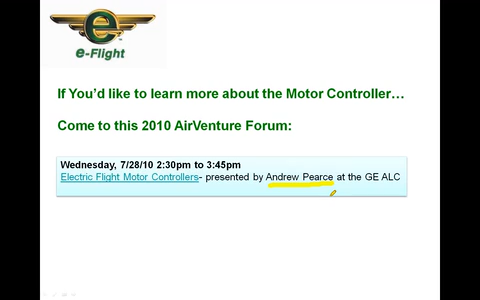 e
e-Flight
If You'd like to learn more about the Motor Controller…
Come to this 2010 AirVenture Forum:
Wednesday, 7/28/10 2:30pm to 3:45pm
Electric Flight Motor Controllers- presented by Andrew Pearce at the GE ALC